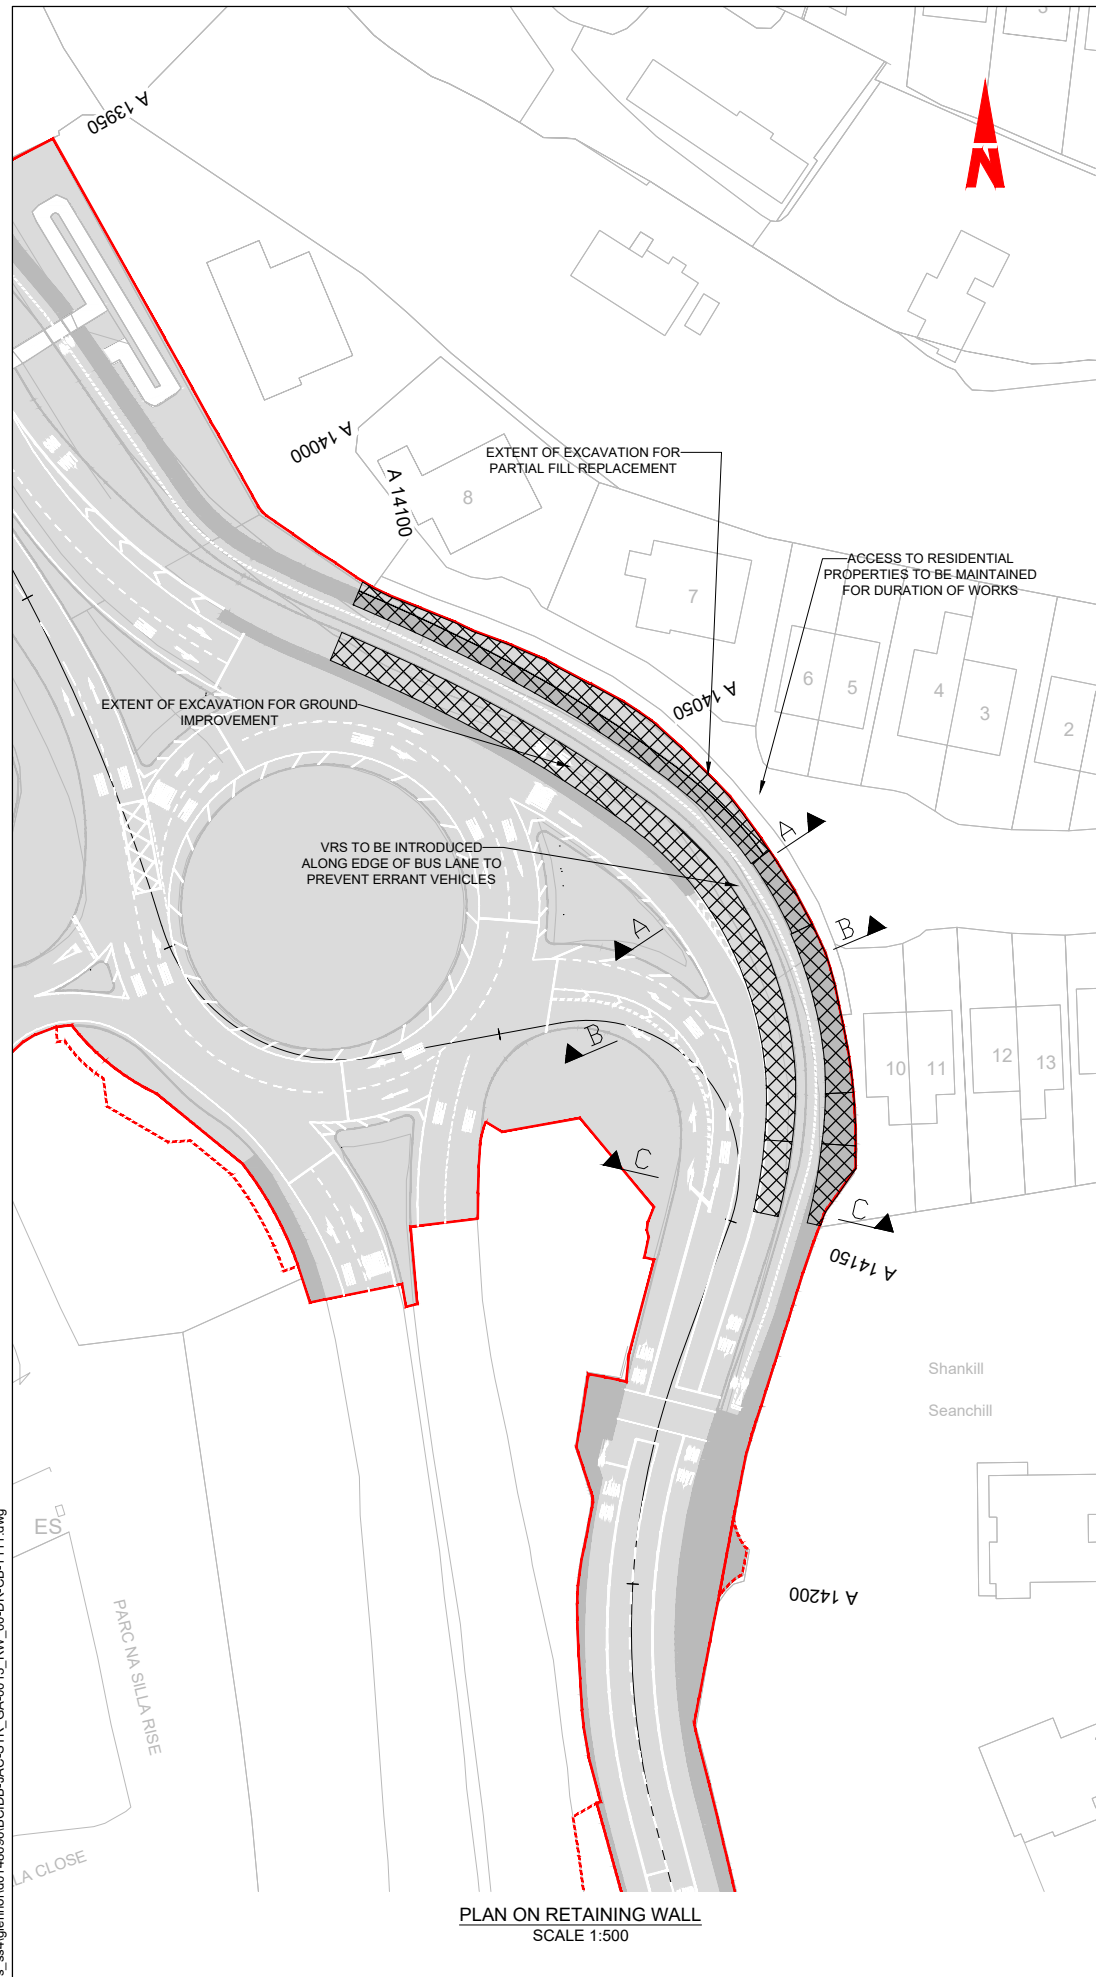 A 13950
N
A 14000
A 14100
8
EXTENT OF EXCAVATION FOR
PARTIAL FILL REPLACEMENT
7
ACCESS TO RESIDENTIAL
PROPERTIES TO BE MAINTAINED
FOR DURATION OF WORKS
6
5
4
3
2
A 14050
EXTENT OF EXCAVATION FOR GROUND
IMPROVEMENT
VRS TO BE INTRODUCED
ALONG EDGE OF BUS LANE TO
PREVENT ERRANT VEHICLES
A
A
B
B
10
11
12
13
C
C
A 14150
Shankill
Seanchill
ES
A 14200
PARC NA SILLA RISE
LA CLOSE
PLAN ON RETAINING WALL
SCALE 1:500